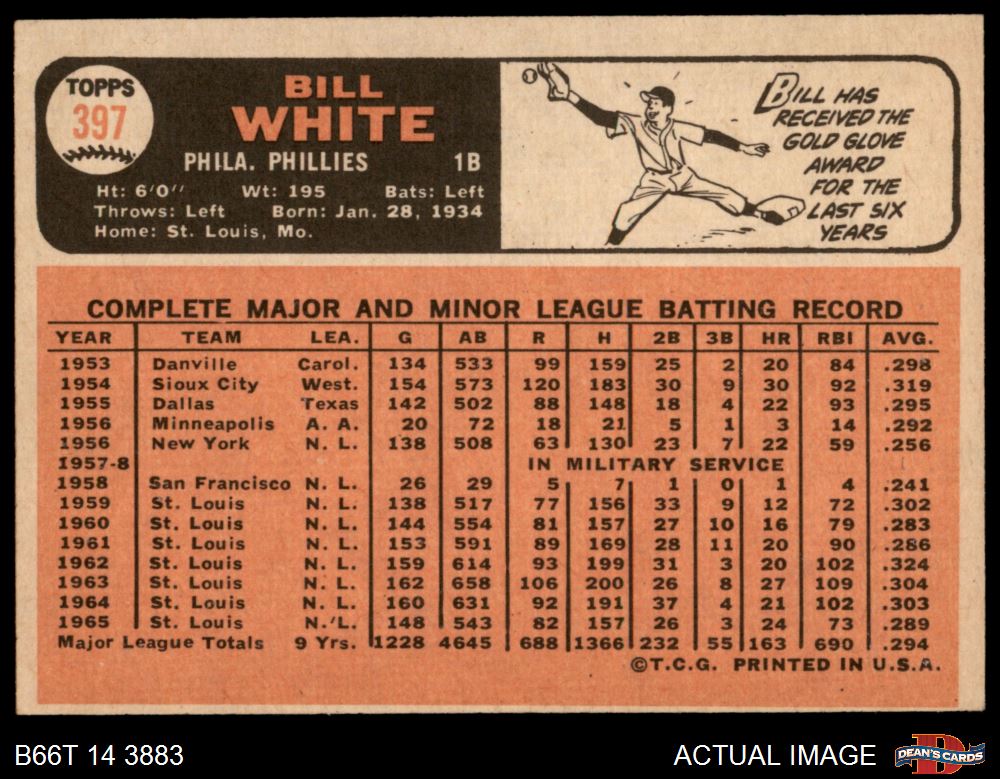 TOPPS
397
BILL
WHITE
PHILA. PHILLIES 1B
Ht: 6'0" Wt: 195 Bats: Left
Throws: Left Born: Jan. 28, 1934
Home: St. Louis, Mo.
BILL HAS
RECEIVED THE
GOLD GLOVE
AWARD
FOR THE
LAST SIX
YEARS
COMPLETE MAJOR AND MINOR LEAGUE BATTING RECORD
YEAR TEAM LEA. G AB R H 2B 3B HR RBI AVG.
1953 Danville Carol. 134 533 99 159 25 2 20 84 .298
1954 Sioux City West. 154 573 120 183 30 9 30 92 .319
1955 Dallas Texas 142 502 88 148 18 4 22 93 .295
1956 Minneapolis A. A. 20 72 18 21 5 1 3 14 .292
1956 New York N. L. 138 508 63 130 23 7 22 59 .256
1957-8 IN MILITARY SERVICE
1958 San Francisco N. L. 26 29 5 7 1 0 1 4 .241
1959 St. Louis N. L. 138 517 77 156 33 9 12 72 .302
1960 St. Louis N. L. 144 554 81 157 27 10 16 79 .283
1961 St. Louis N. L. 153 591 89 169 28 11 20 90 .286
1962 St. Louis N. L. 159 614 93 199 31 3 20 102 .324
1963 St. Louis N. L. 162 658 106 200 26 8 27 109 .304
1964 St. Louis N. L. 160 631 92 191 37 4 21 102 .303
1965 St. Louis N. L. 148 543 82 157 26 3 24 73 .289
Major League Totals 9 Yrs. 1228 4645 688 1366 232 55 163 690 .294
©T.C.G. PRINTED IN U.S.A.
B66T 14 3883 ACTUAL IMAGE
DEAN'S CARDS